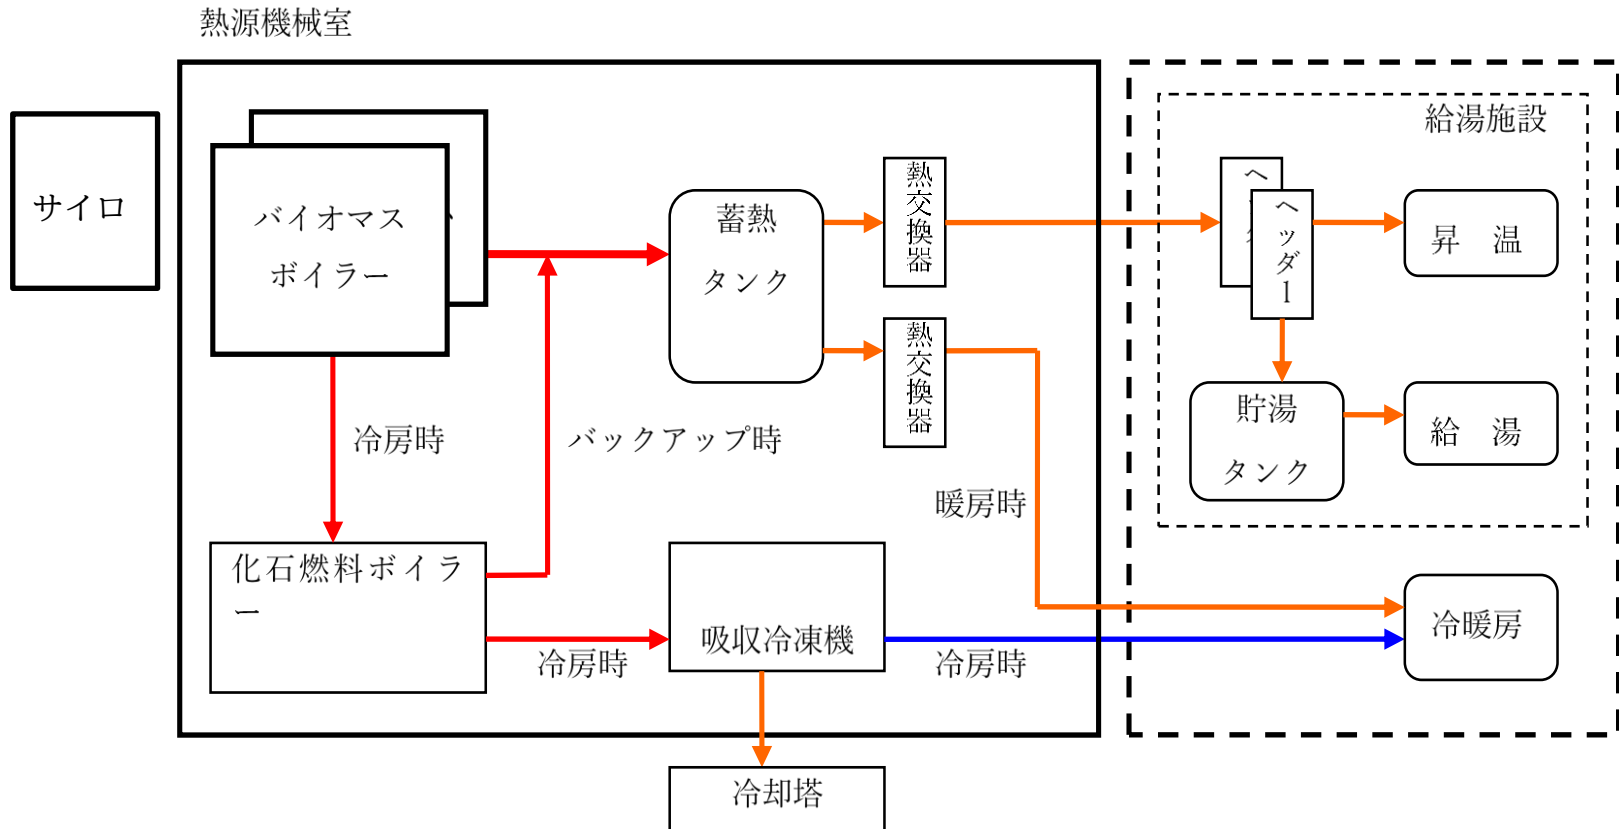 熱源機械室
給湯施設
サイロ
バイオマス
ボイラー
蓄熱
タンク
熱交換器
熱交換器
ヘ
ヘッダー
昇 温
貯湯
タンク
給 湯
冷房時
バックアップ時
暖房時
化石燃料ボイラ
ー
吸収冷凍機
冷暖房
冷房時
冷房時
冷却塔